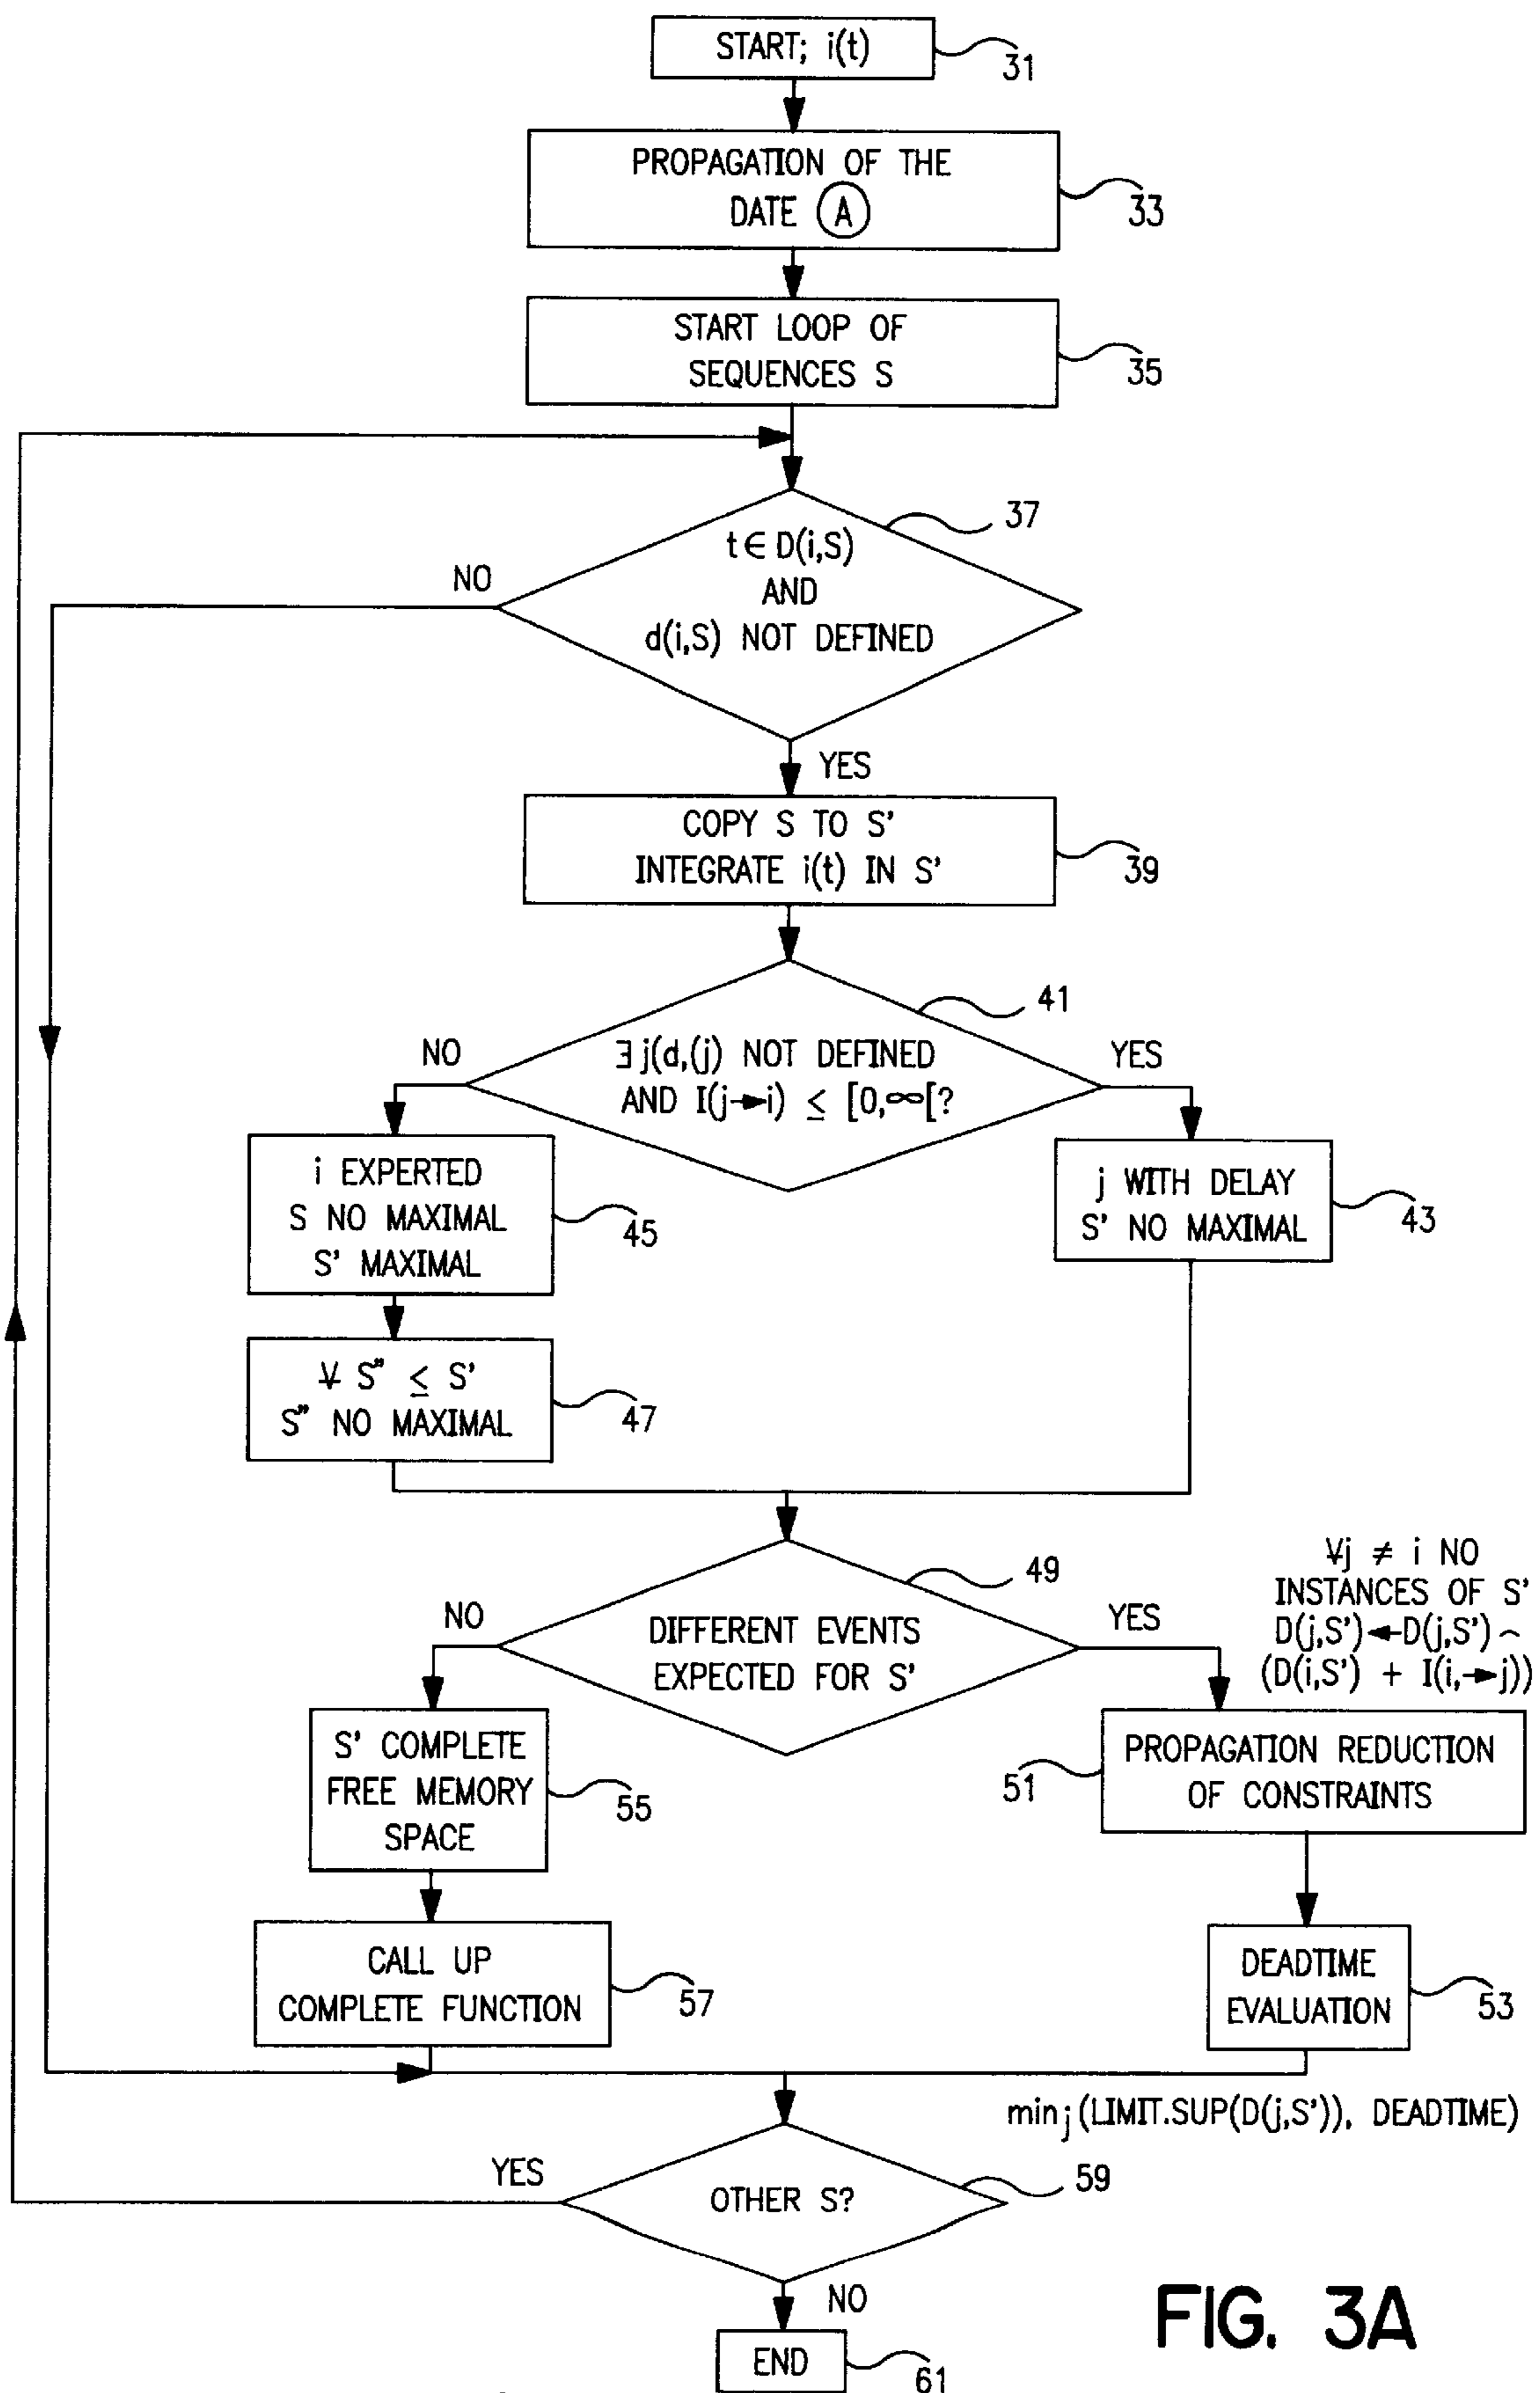 START; i(t)
31
PROPAGATION OF THE
DATE A
33
START LOOP OF
SEQUENCES S
35
37
t∈D(i,S)
AND
d(i,S) NOT DEFINED
NO
YES
COPY S TO S'
INTEGRATE i(t) IN S'
39
41
∃ j(d,(j) NOT DEFINED
AND I(j→i) ≤ [0,∞[?
NO
YES
i EXPERTED
S NO MAXIMAL
S' MAXIMAL
45
j WITH DELAY
S' NO MAXIMAL
43
∀ S" ≤ S'
S" NO MAXIMAL
47
49
DIFFERENT EVENTS
EXPECTED FOR S'
NO
YES
∀j ≠ i NO
INSTANCES OF S'
D(j,S')←D(j,S') ⌢
(D(i,S') + I(i,→j))
S' COMPLETE
FREE MEMORY
SPACE
55
PROPAGATION REDUCTION
OF CONSTRAINTS
51
CALL UP
COMPLETE FUNCTION
57
DEADTIME
EVALUATION
53
min j (LIMIT.SUP(D(j,S')), DEADTIME)
YES
OTHER S?
59
NO
END
61
FIG. 3A